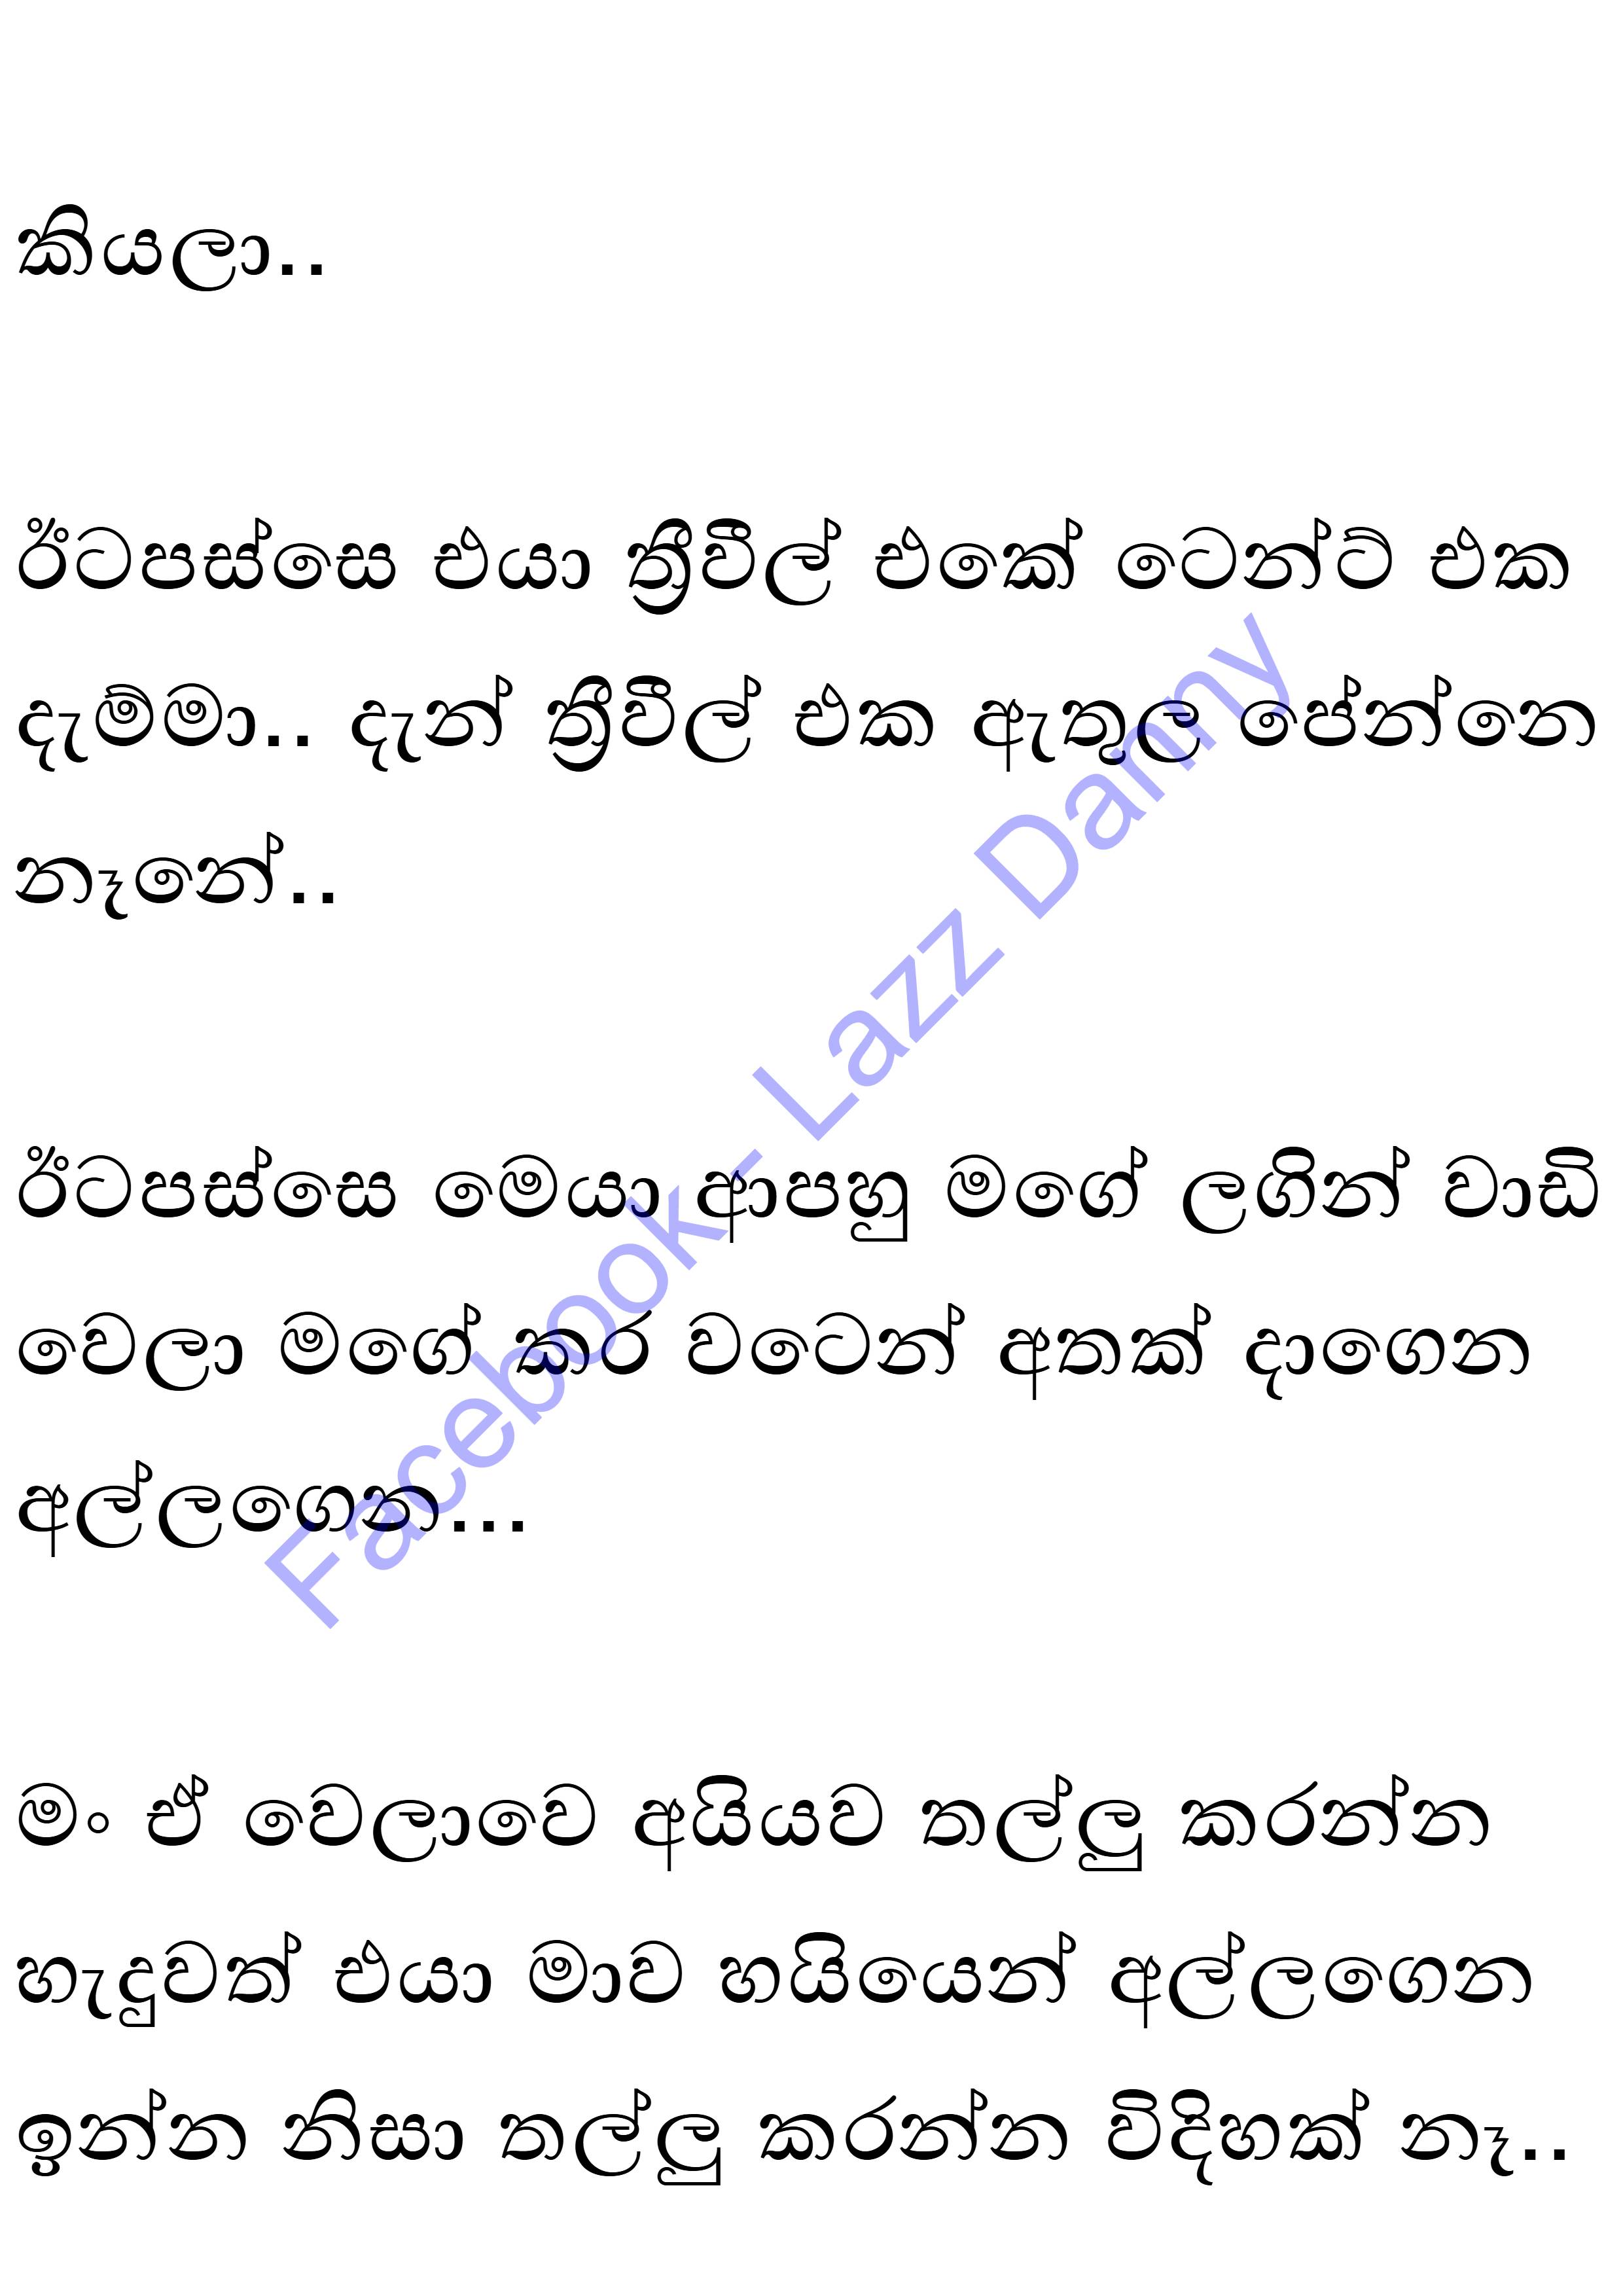 කියලා..
ඊටපස්සෙ එයා ත්‍රීවිල් එකේ ටෙන්ට් එක
දැම්මා.. දැන් ත්‍රීවීල් එක ඇතුල පේන්නෙ
නෑනේ..
ඊටපස්සෙ මෙයා ආපහු මගේ ලගින් වාඩි
වෙලා මගේ කර වටෙන් අතක් දාගෙන
අල්ලගෙන...
මං ඒ වෙලාවෙ අයියව තල්ලු කරන්න
හැදුවත් එයා මාව හයියෙන් අල්ලගෙන
ඉන්න නිසා තල්ලු කරන්න විදිහක් නෑ..
Facebook- Lazz Danny